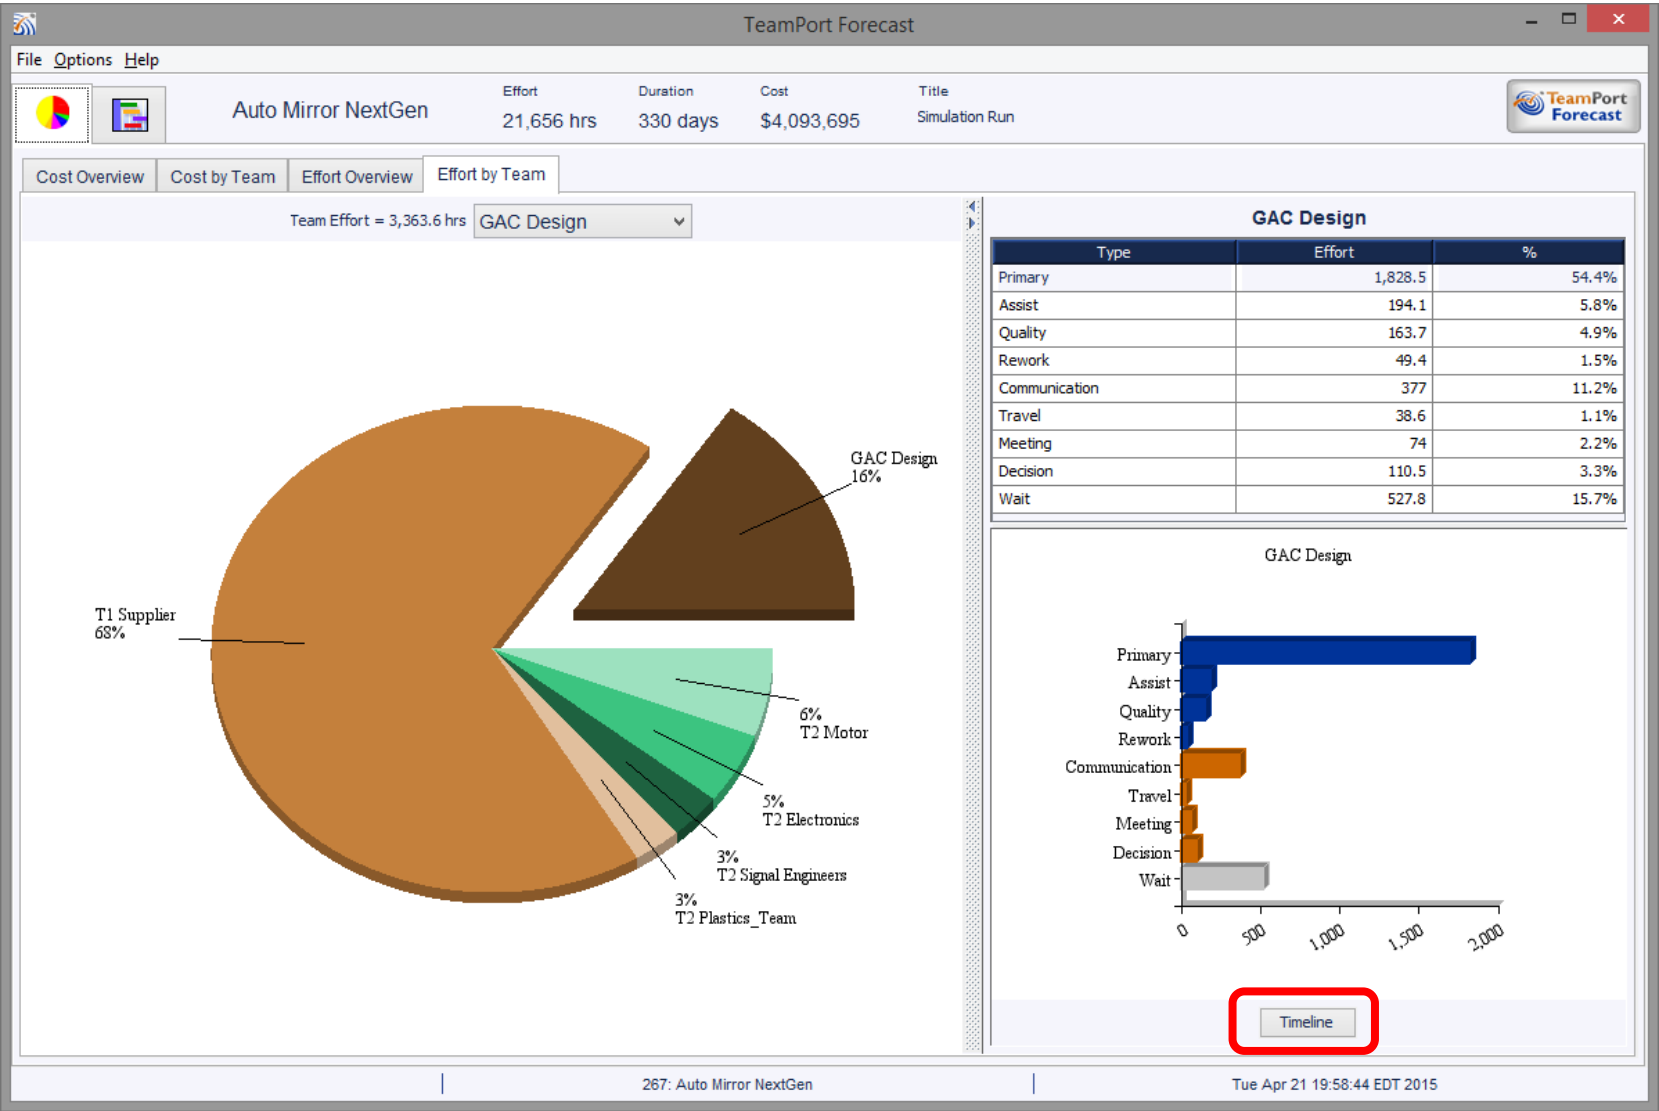 TeamPort Forecast
File Options Help
Auto Mirror NextGen
Effort
21,656 hrs
Duration
330 days
Cost
$4,093,695
Title
Simulation Run
TeamPort
Forecast
Cost Overview
Cost by Team
Effort Overview
Effort by Team
Team Effort = 3,363.6 hrs
GAC Design
GAC Design
16%
T1 Supplier
68%
6%
T2 Motor
5%
T2 Electronics
3%
T2 Signal Engineers
3%
T2 Plastics_Team
GAC Design
Type Effort %
Primary 1,828.5 54.4%
Assist 194.1 5.8%
Quality 163.7 4.9%
Rework 49.4 1.5%
Communication 377 11.2%
Travel 38.6 1.1%
Meeting 74 2.2%
Decision 110.5 3.3%
Wait 527.8 15.7%
GAC Design
Primary
Assist
Quality
Rework
Communication
Travel
Meeting
Decision
Wait
0 500 1,000 1,500 2,000
Timeline
267: Auto Mirror NextGen
Tue Apr 21 19:58:44 EDT 2015